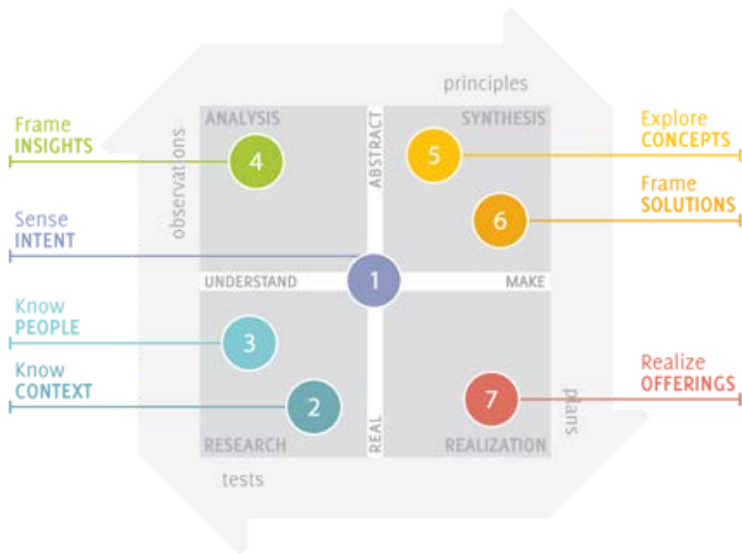 principles
Frame
INSIGHTS
observations
ANALYSIS
4
ABSTRACT
SYNTHESIS
5
6
Explore
CONCEPTS
Frame
SOLUTIONS
Sense
INTENT
1
UNDERSTAND
MAKE
Know
PEOPLE
3
Know
CONTEXT
2
RESEARCH
REAL
7
REALIZATION
Realize
OFFERINGS
plans
tests